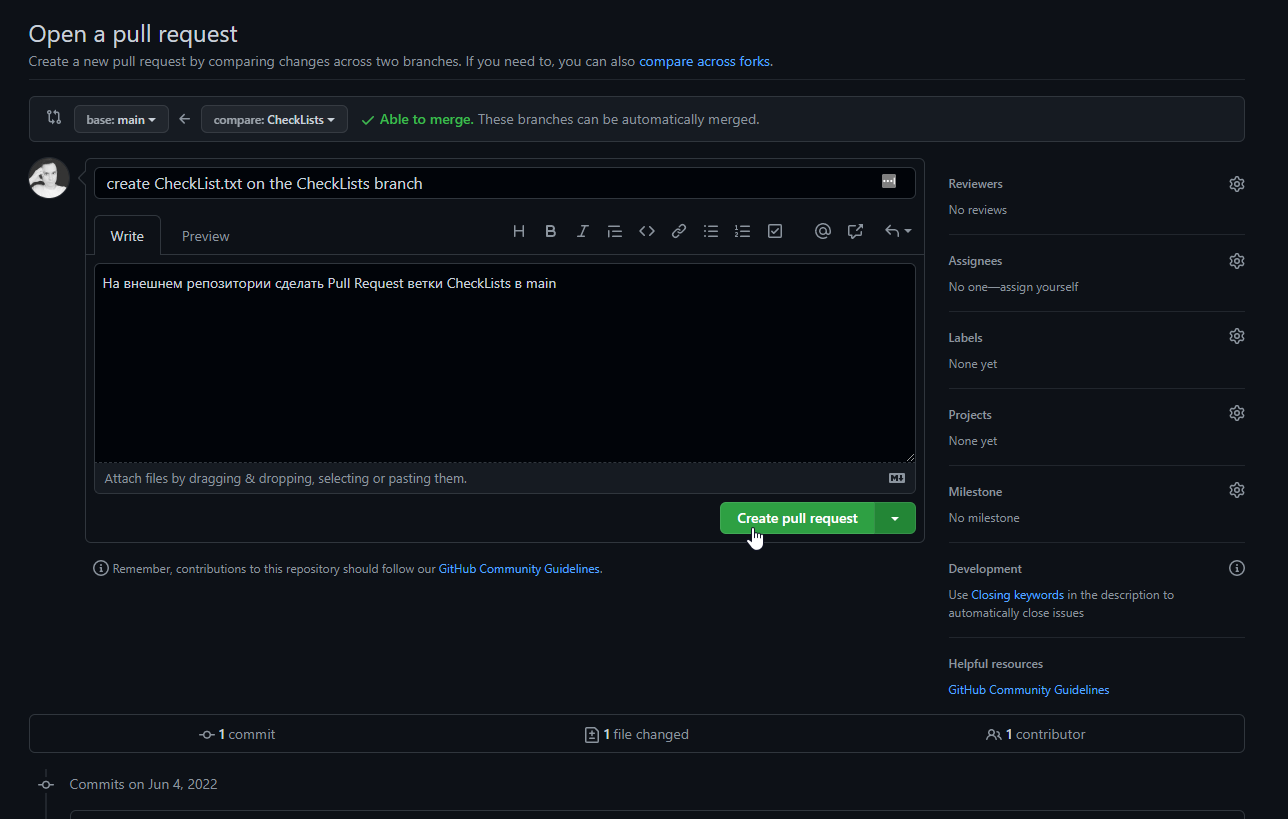 Open a pull request
Create a new pull request by comparing changes across two branches. If you need to, you can also compare across forks.
base: main
compare: CheckLists
Able to merge. These branches can be automatically merged.
create CheckList.txt on the CheckLists branch
Write
Preview
На внешнем репозитории сделать Pull Request ветки CheckLists в main
Attach files by dragging & dropping, selecting or pasting them.
Create pull request
Remember, contributions to this repository should follow our GitHub Community Guidelines.
Reviewers
No reviews
Assignees
No one—assign yourself
Labels
None yet
Projects
None yet
Milestone
No milestone
Development
Use Closing keywords in the description to
automatically close issues
Helpful resources
GitHub Community Guidelines
1 commit
1 file changed
1 contributor
Commits on Jun 4, 2022